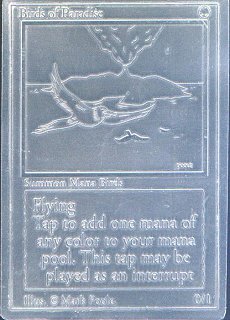 Birds of Paradise
Summon Mana Birds
Flying
Tap to add one mana of
any color to your mana
pool. This tap may be
played as an interrupt
Illus. © Mark Poole
0/1